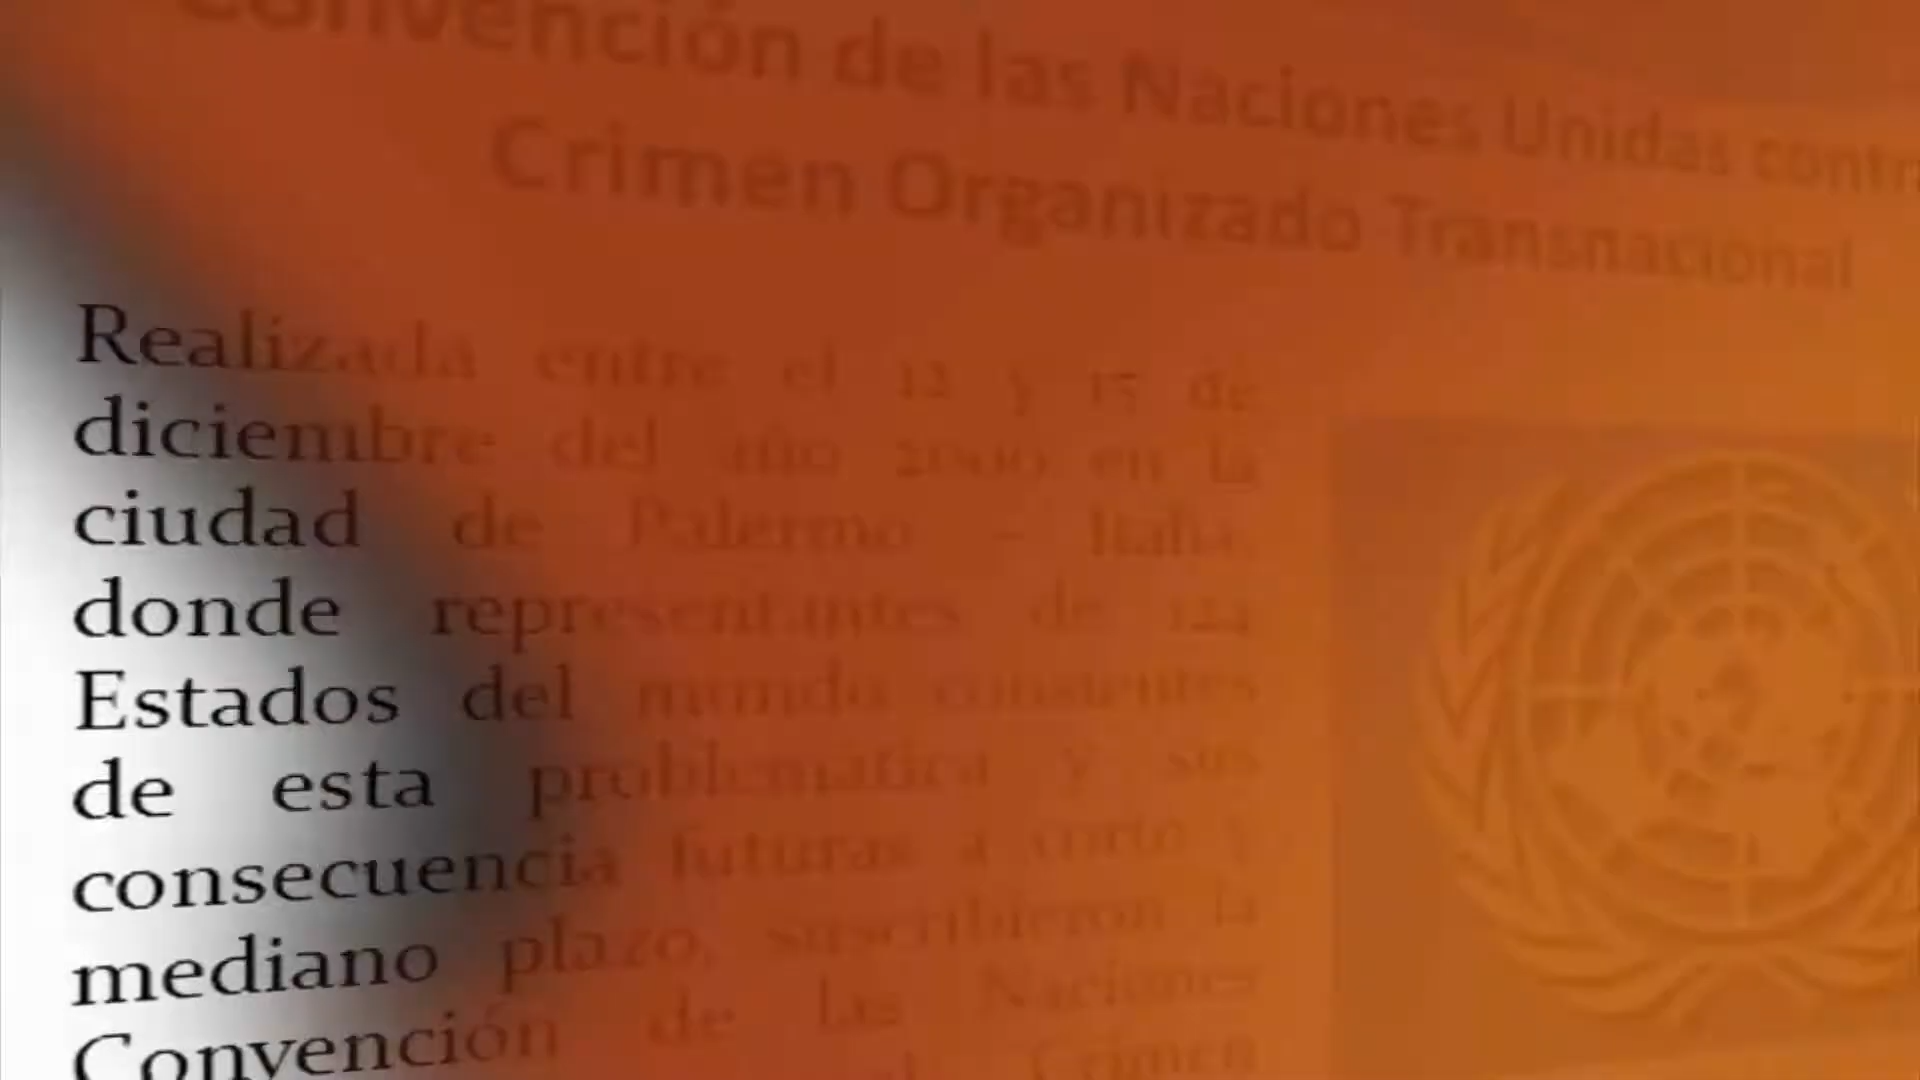 Convención de las Naciones Unidas contra
Crimen Organizado Transnacional
Realizada entre el 12 y 15 de
diciembre del año 2000 en la
ciudad de Palermo – Italia,
donde representantes de 124
Estados del mundo consientes
de esta problemática y sus
consecuencia futuras a corto y
mediano plazo, suscribieron la
Convención de las Naciones
Crimen